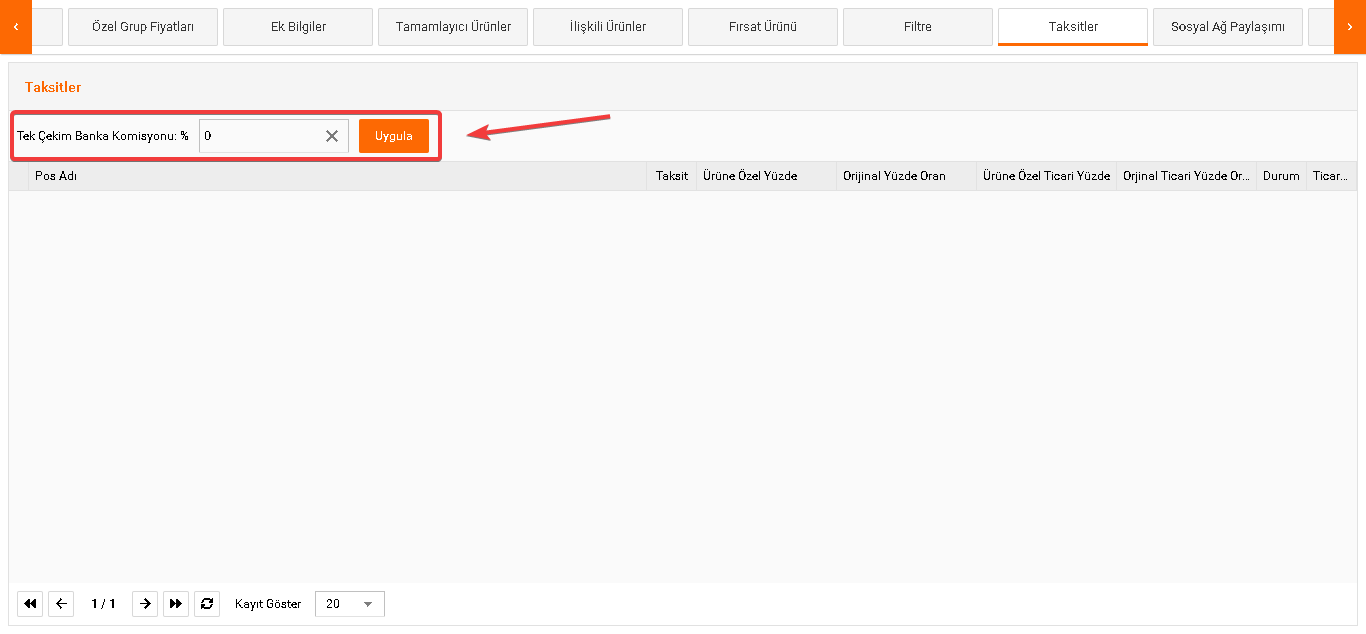 Özel Grup Fiyatları
Ek Bilgiler
Tamamlayıcı Ürünler
İlişkili Ürünler
Fırsat Ürünü
Filtre
Taksitler
Sosyal Ağ Paylaşımı
Taksitler
Tek Çekim Banka Komisyonu: % 0 Uygula
Pos Adı Taksit Ürüne Özel Yüzde Orijinal Yüzde Oran Ürüne Özel Ticari Yüzde Orjinal Ticari Yüzde Or... Durum Ticar...
1 / 1 Kayıt Göster 20